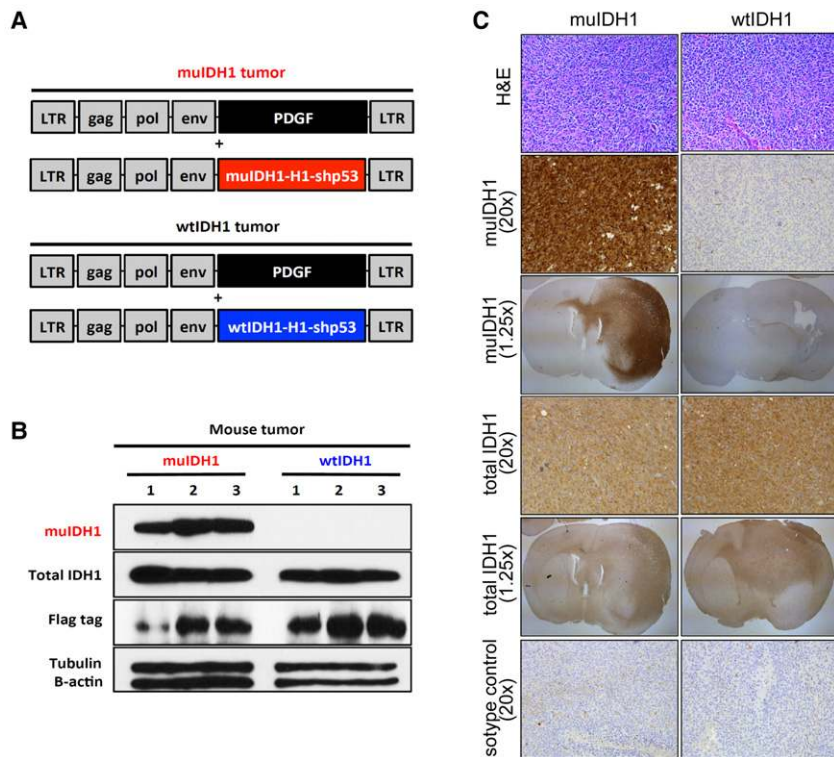 A
muIDH1 tumor
LTR gag pol env PDGF LTR
+
LTR gag pol env muIDH1-H1-shp53 LTR
wtIDH1 tumor
LTR gag pol env PDGF LTR
+
LTR gag pol env wtIDH1-H1-shp53 LTR
B
Mouse tumor
muIDH1 wtIDH1
1 2 3 1 2 3
muIDH1
Total IDH1
Flag tag
Tubulin
B-actin
C
muIDH1 wtIDH1
H&E
muIDH1
(20x)
muIDH1
(1.25x)
total IDH1
(20x)
total IDH1
(1.25x)
sotype control
(20x)